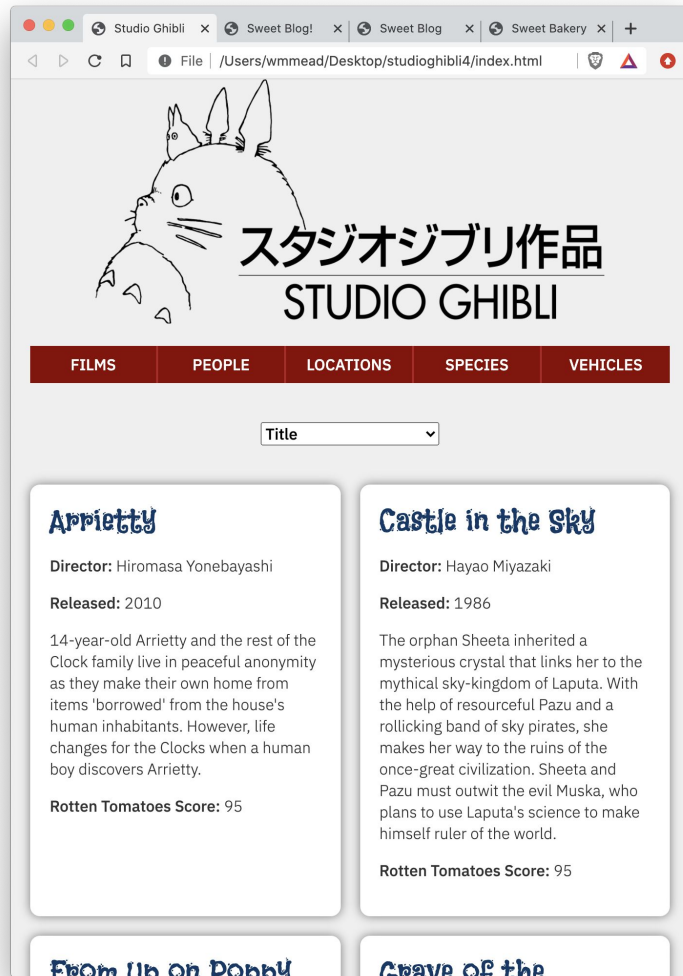 Studio Ghibli
Sweet Blog!
Sweet Blog
Sweet Bakery
File | /Users/wmmead/Desktop/studioghibli4/index.html
スタジオジブリ作品
STUDIO GHIBLI
FILMS PEOPLE LOCATIONS SPECIES VEHICLES
Title
Arrietty
Director: Hiromasa Yonebayashi
Released: 2010
14-year-old Arrietty and the rest of the
Clock family live in peaceful anonymity
as they make their own home from
items 'borrowed' from the house's
human inhabitants. However, life
changes for the Clocks when a human
boy discovers Arrietty.
Rotten Tomatoes Score: 95
Castle in the Sky
Director: Hayao Miyazaki
Released: 1986
The orphan Sheeta inherited a
mysterious crystal that links her to the
mythical sky-kingdom of Laputa. With
the help of resourceful Pazu and a
rollicking band of sky pirates, she
makes her way to the ruins of the
once-great civilization. Sheeta and
Pazu must outwit the evil Muska, who
plans to use Laputa's science to make
himself ruler of the world.
Rotten Tomatoes Score: 95
From Up on Poppy
Grave of the